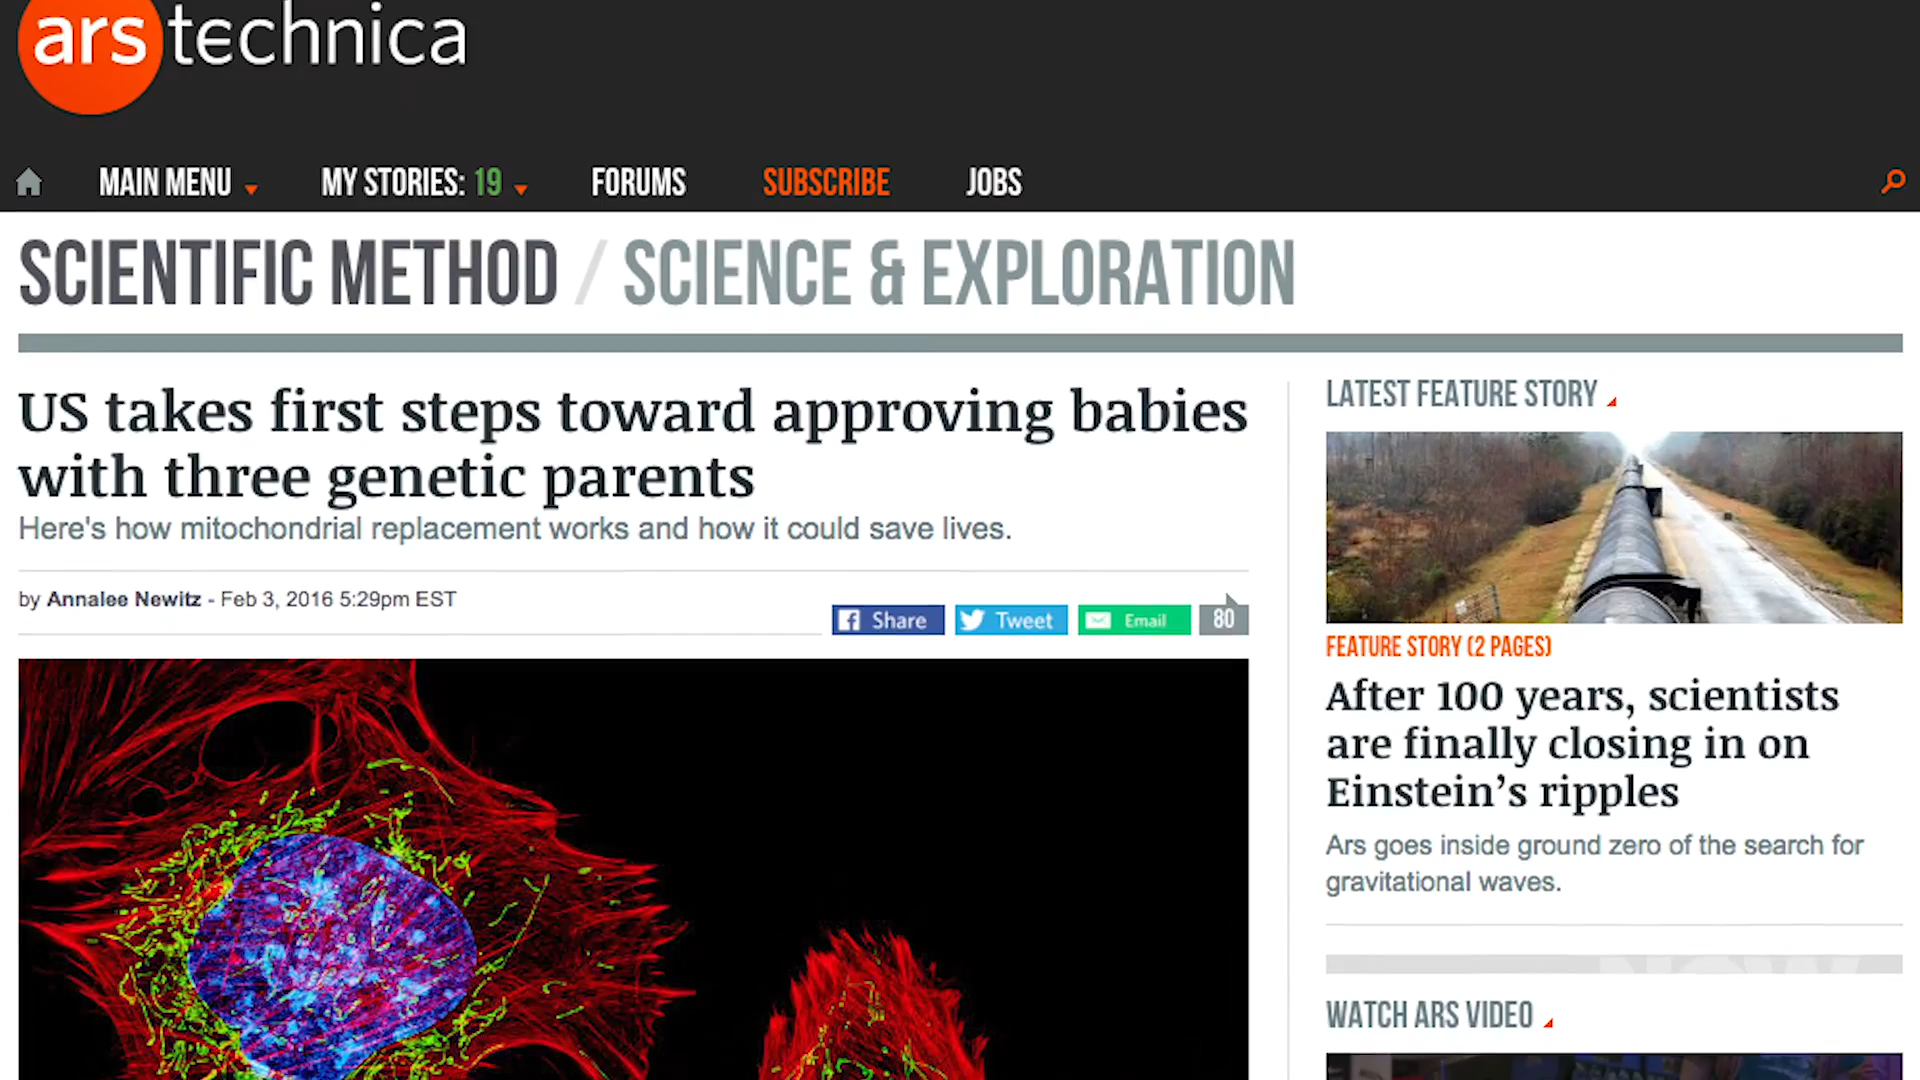 ars technica
MAIN MENU
MY STORIES: 19
FORUMS
SUBSCRIBE
JOBS
SCIENTIFIC METHOD / SCIENCE & EXPLORATION
US takes first steps toward approving babies
with three genetic parents
Here's how mitochondrial replacement works and how it could save lives.
by Annalee Newitz - Feb 3, 2016 5:29pm EST
Share
Tweet
Email
80
LATEST FEATURE STORY
FEATURE STORY (2 PAGES)
After 100 years, scientists
are finally closing in on
Einstein’s ripples
Ars goes inside ground zero of the search for
gravitational waves.
WATCH ARS VIDEO